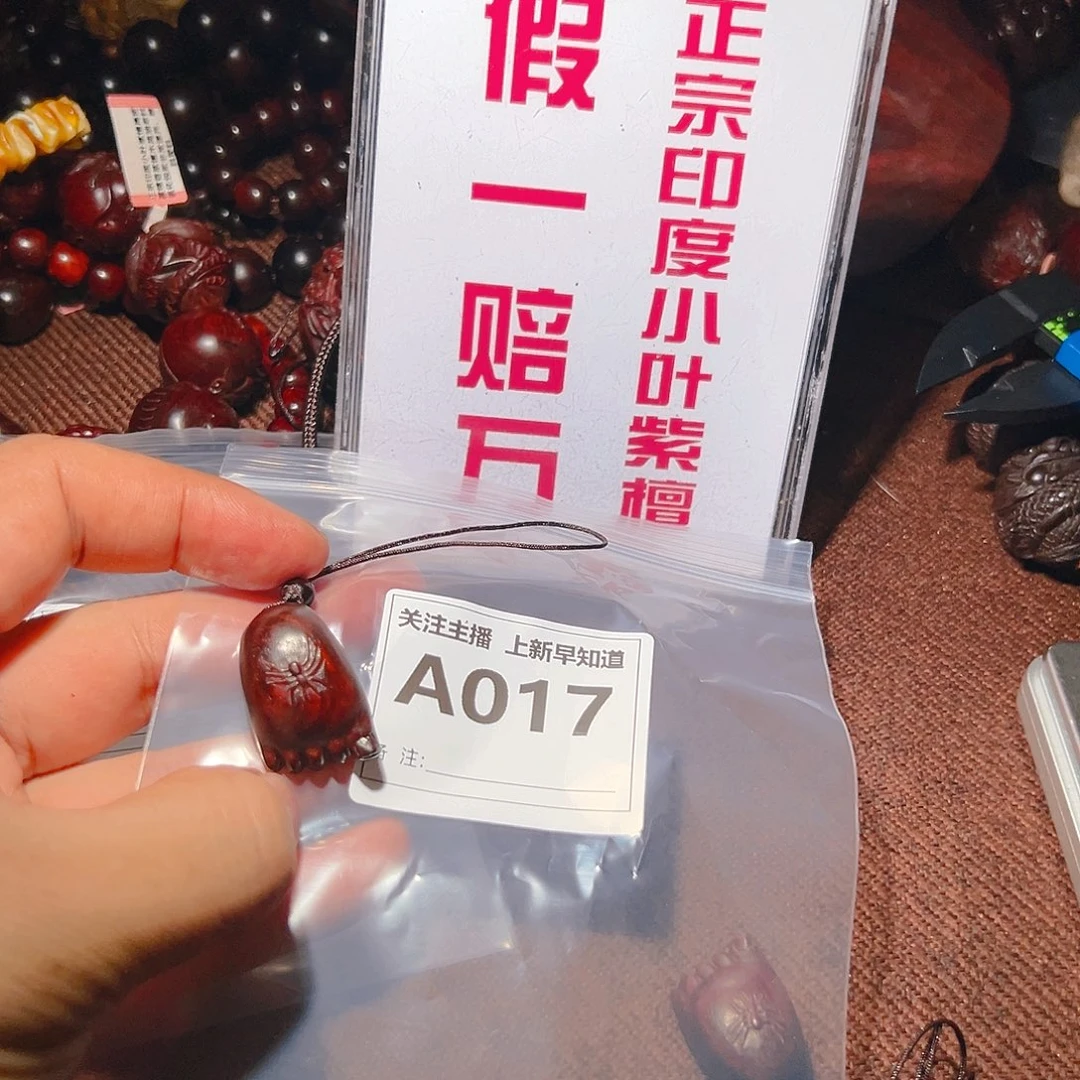 正宗印度小叶紫檀
假一赔万
关注主播 上新早知道
A017
注: